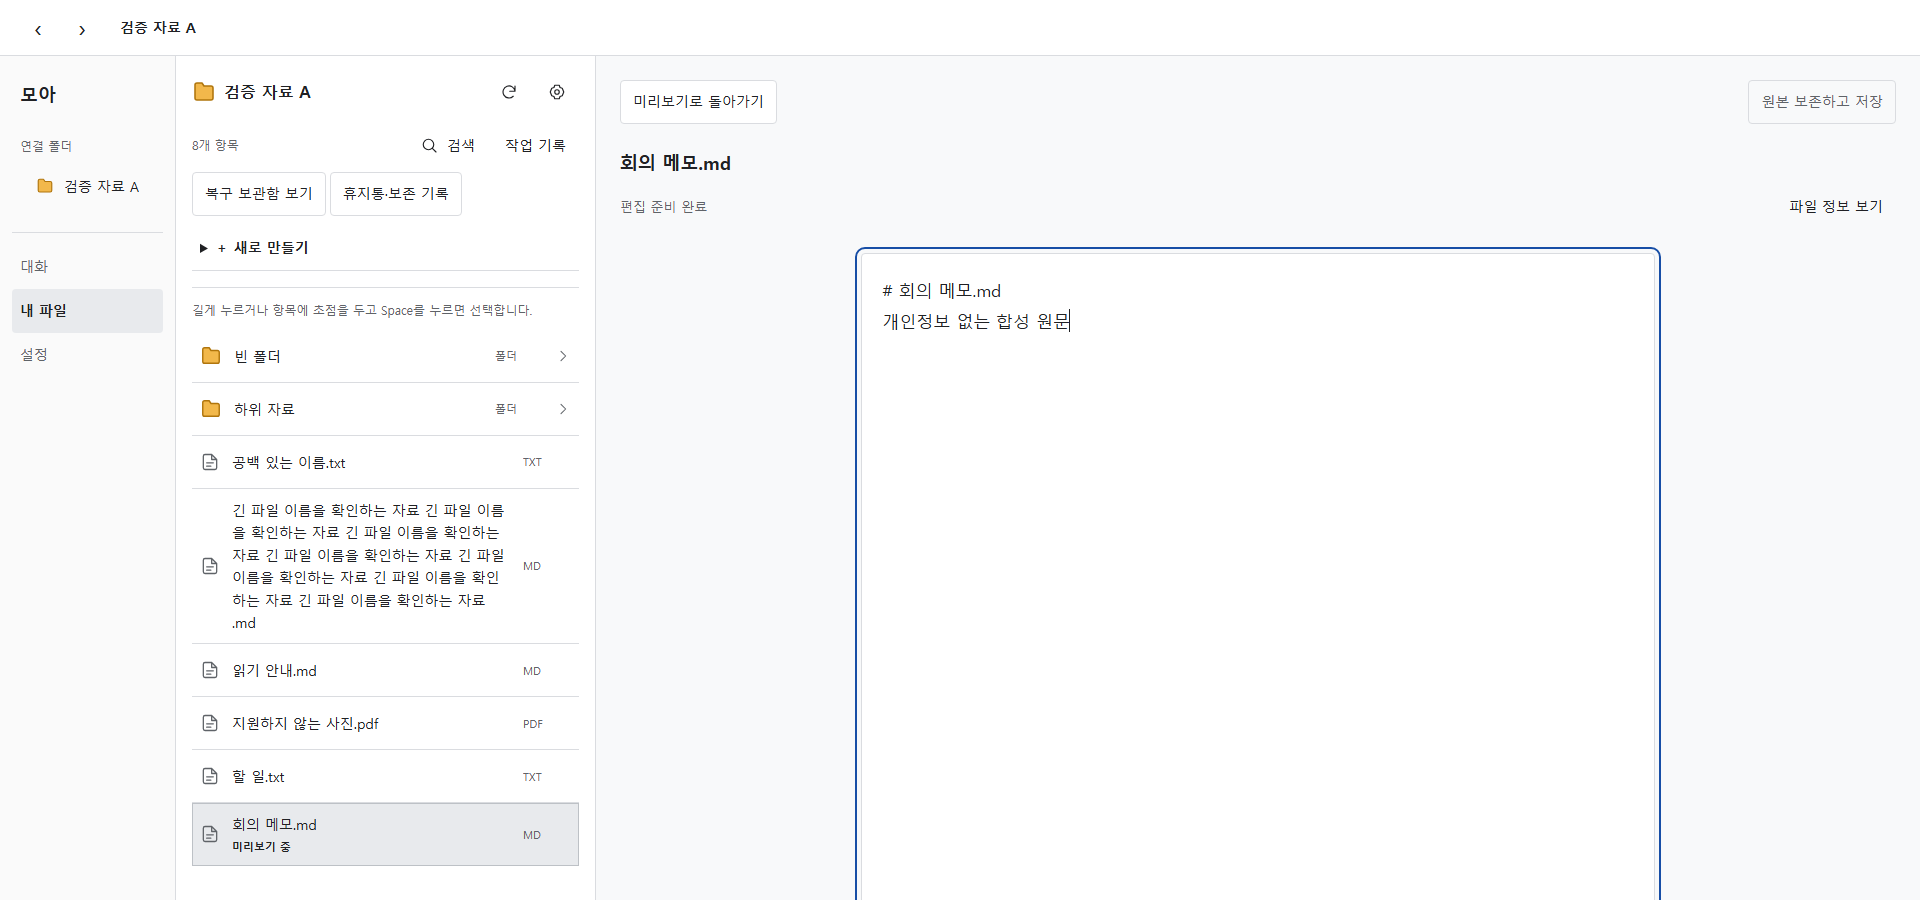 검증 자료 A
모아
연결 폴더
검증 자료 A
대화
내 파일
설정
검증 자료 A
8개 항목
검색
작업 기록
복구 보관함 보기
휴지통·보존 기록
+ 새로 만들기
길게 누르거나 항목에 초점을 두고 Space를 누르면 선택합니다.
빈 폴더
폴더
하위 자료
폴더
공백 있는 이름.txt
TXT
긴 파일 이름을 확인하는 자료 긴 파일 이름
을 확인하는 자료 긴 파일 이름을 확인하는
자료 긴 파일 이름을 확인하는 자료 긴 파일
이름을 확인하는 자료 긴 파일 이름을 확인
하는 자료 긴 파일 이름을 확인하는 자료
.md
MD
읽기 안내.md
MD
지원하지 않는 사진.pdf
PDF
할 일.txt
TXT
회의 메모.md
미리보기 중
MD
미리보기로 돌아가기
원본 보존하고 저장
회의 메모.md
편집 준비 완료
파일 정보 보기
# 회의 메모.md
개인정보 없는 합성 원문